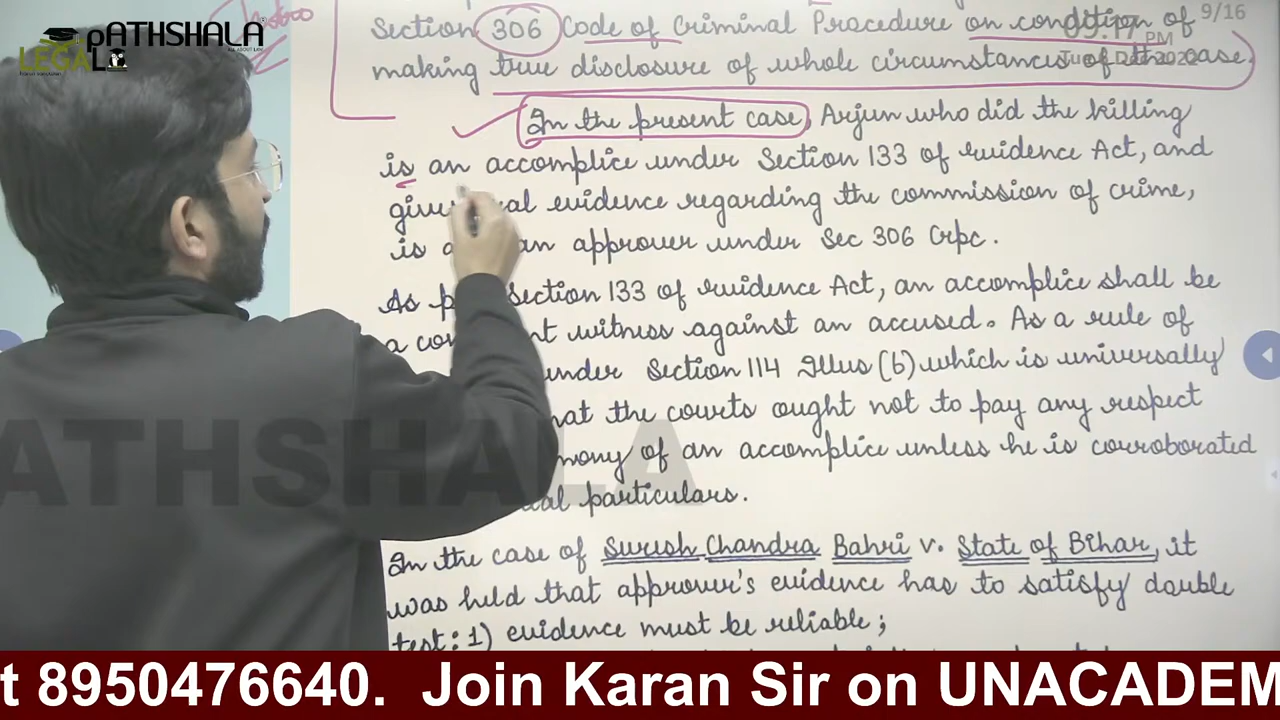 pATHSHALA
ALL ABOUT LAW
LEGAL
Section 306 Code of Criminal Procedure on condition of
9/16
PM
making true disclosure of whole circumstances of the case.
In the present case, Arjun who did the killing
is an accomplice under Section 133 of Evidence Act, and
evidence regarding the commission of crime,
is an approver under Sec 306 Crpc.
As Section 133 of Evidence Act, an accomplice shall be
a witness against an accused. As a rule of
under Section 114 Illus (b) which is universally
the courts ought not to pay any respect
of an accomplice unless he is corroborated
particulars.
In the case of Suresh Chandra Bahri v. State of Bihar, it
was held that approver's evidence has to satisfy double
test: 1) evidence must be reliable;
ATHSHALA
t 8950476640. Join Karan Sir on UNACADEM